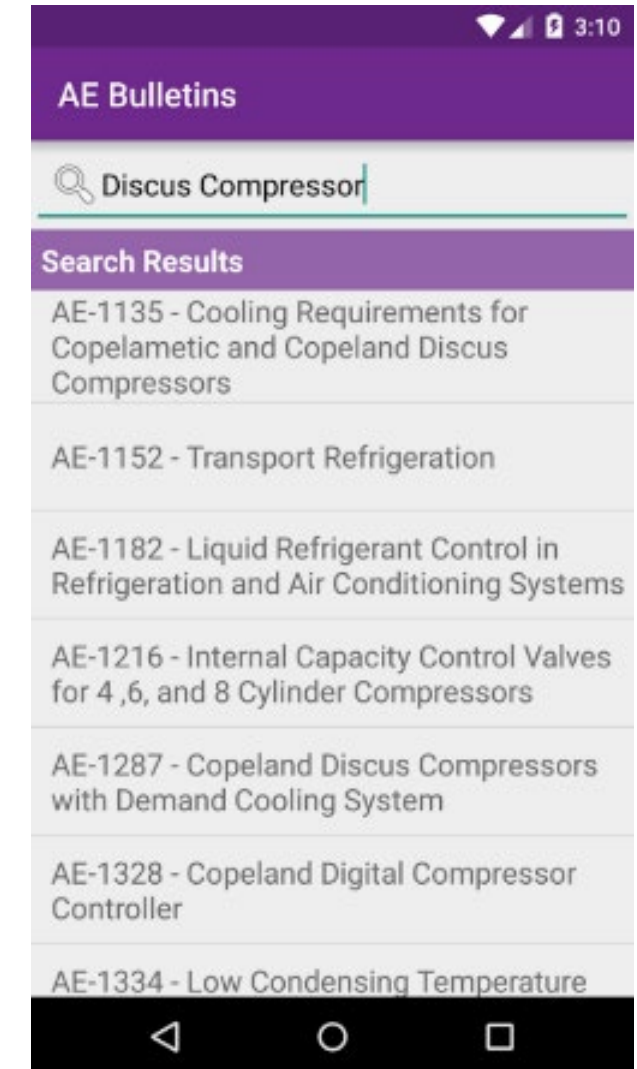 3:10
AE Bulletins
Discus Compressor
Search Results
AE-1135 - Cooling Requirements for
Copelametic and Copeland Discus
Compressors
AE-1152 - Transport Refrigeration
AE-1182 - Liquid Refrigerant Control in
Refrigeration and Air Conditioning Systems
AE-1216 - Internal Capacity Control Valves
for 4 ,6, and 8 Cylinder Compressors
AE-1287 - Copeland Discus Compressors
with Demand Cooling System
AE-1328 - Copeland Digital Compressor
Controller
AE-1334 - Low Condensing Temperature